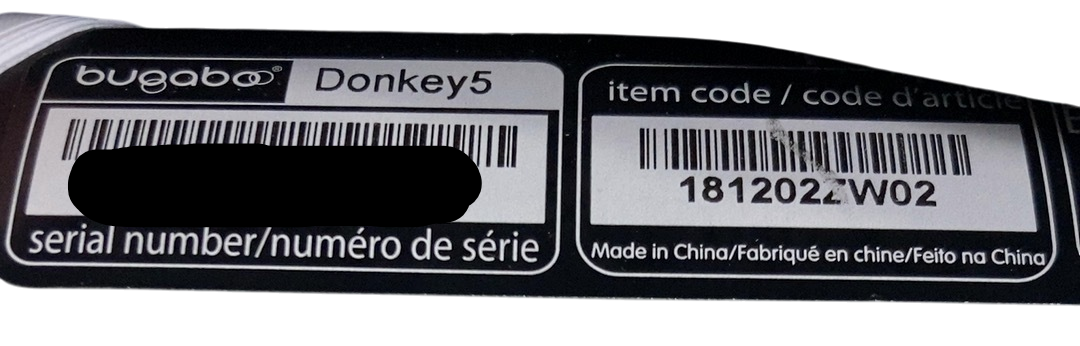 bugaboo® Donkey5
serial number/numéro de série
item code / code d'article
Made in China/Fabriqué en chine/Feito na China